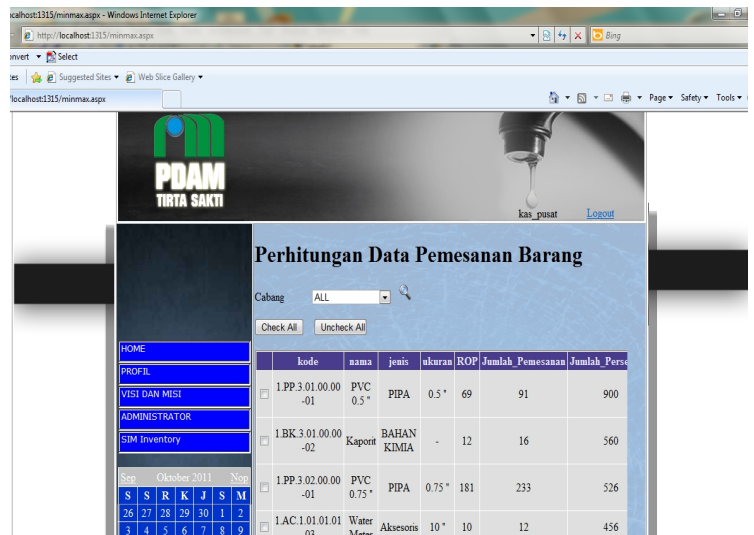 ocalhost:1315/minmax.aspx - Windows Internet Explorer
http://localhost:1315/minmax.aspx
Bing
onvert Select
tes Suggested Sites Web Slice Gallery
/localhost:1315/minmax.aspx
Page Safety Tools
PDAM
TIRTA SAKTI
kas_pusat Logout
Perhitungan Data Pemesanan Barang
Cabang ALL
Check All Uncheck All
HOME
PROFIL
VISI DAN MISI
ADMINISTRATOR
SIM Inventory
Sep Oktober 2011 Nop
S S R K J S M
26 27 28 29 30 1 2
3 4 5 6 7 8 9
kode nama jenis ukuran ROP Jumlah_Pemesanan Jumlah_Perse
1.PP.3.01.00.00 PVC PIPA 0.5 " 69 91 900
-01 0.5 "
1.BK.3.01.00.00 Kaporit BAHAN - 12 16 560
-02 KIMIA
1.PP.3.02.00.00 PVC PIPA 0.75 " 181 233 526
-01 0.75 "
1.AC.1.01.01.01 Water Aksesoris 10 " 10 12 456
03 Meter